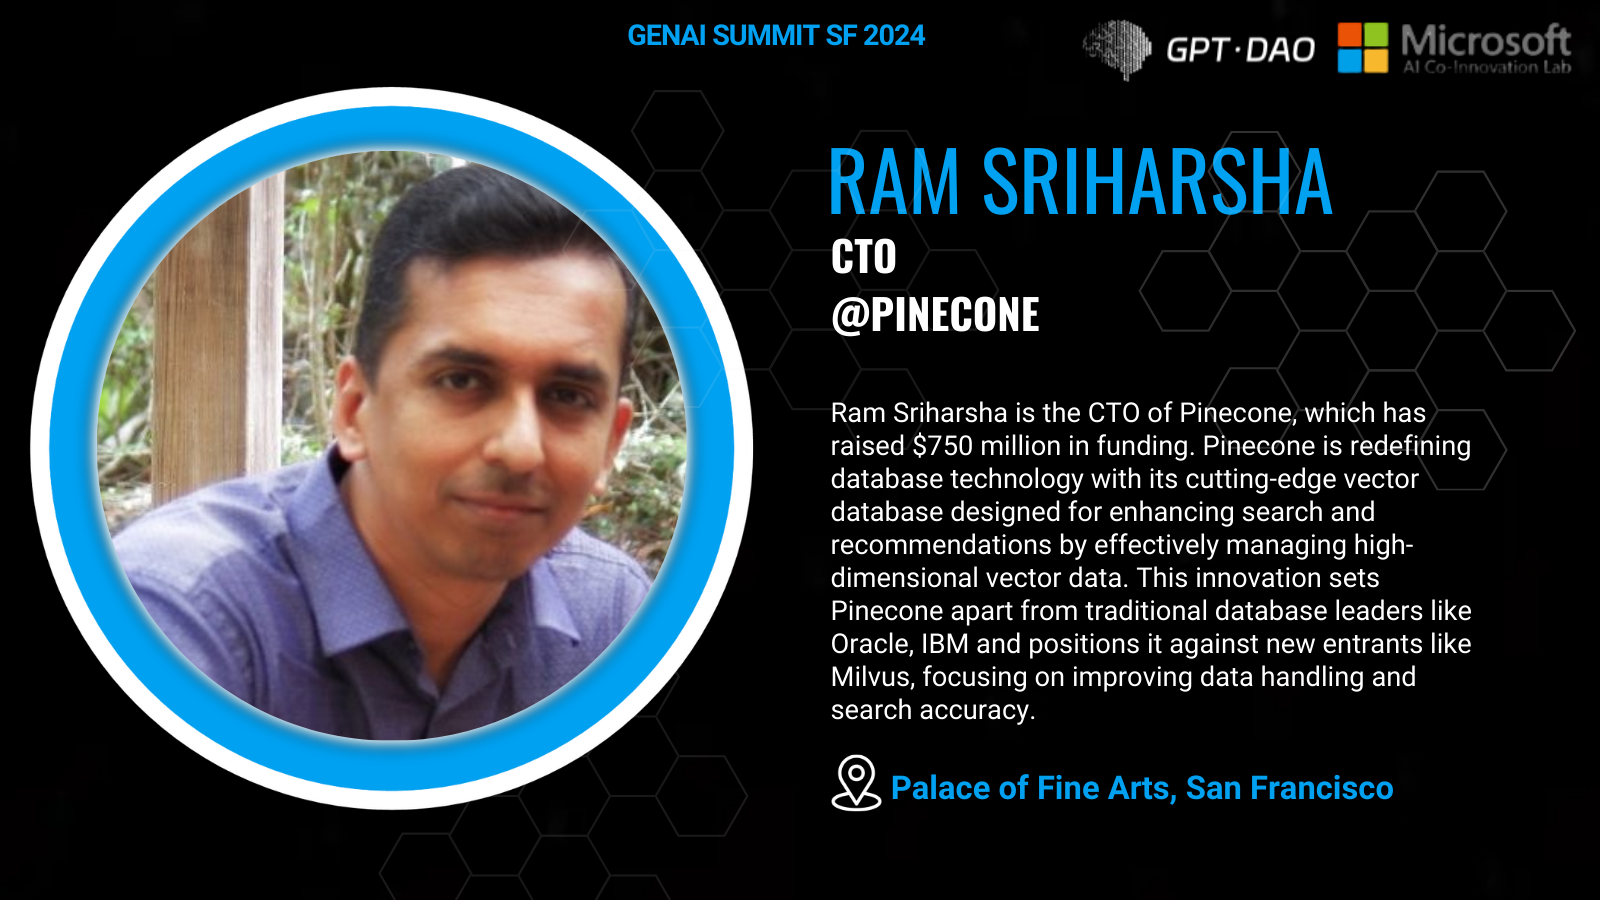 GENAI SUMMIT SF 2024
GPT·DAO
Microsoft
AI Co-Innovation Lab
RAM SRIHARSHA
CTO
@PINECONE
Ram Sriharsha is the CTO of Pinecone, which has
raised $750 million in funding. Pinecone is redefining
database technology with its cutting-edge vector
database designed for enhancing search and
recommendations by effectively managing high-
dimensional vector data. This innovation sets
Pinecone apart from traditional database leaders like
Oracle, IBM and positions it against new entrants like
Milvus, focusing on improving data handling and
search accuracy.
Palace of Fine Arts, San Francisco